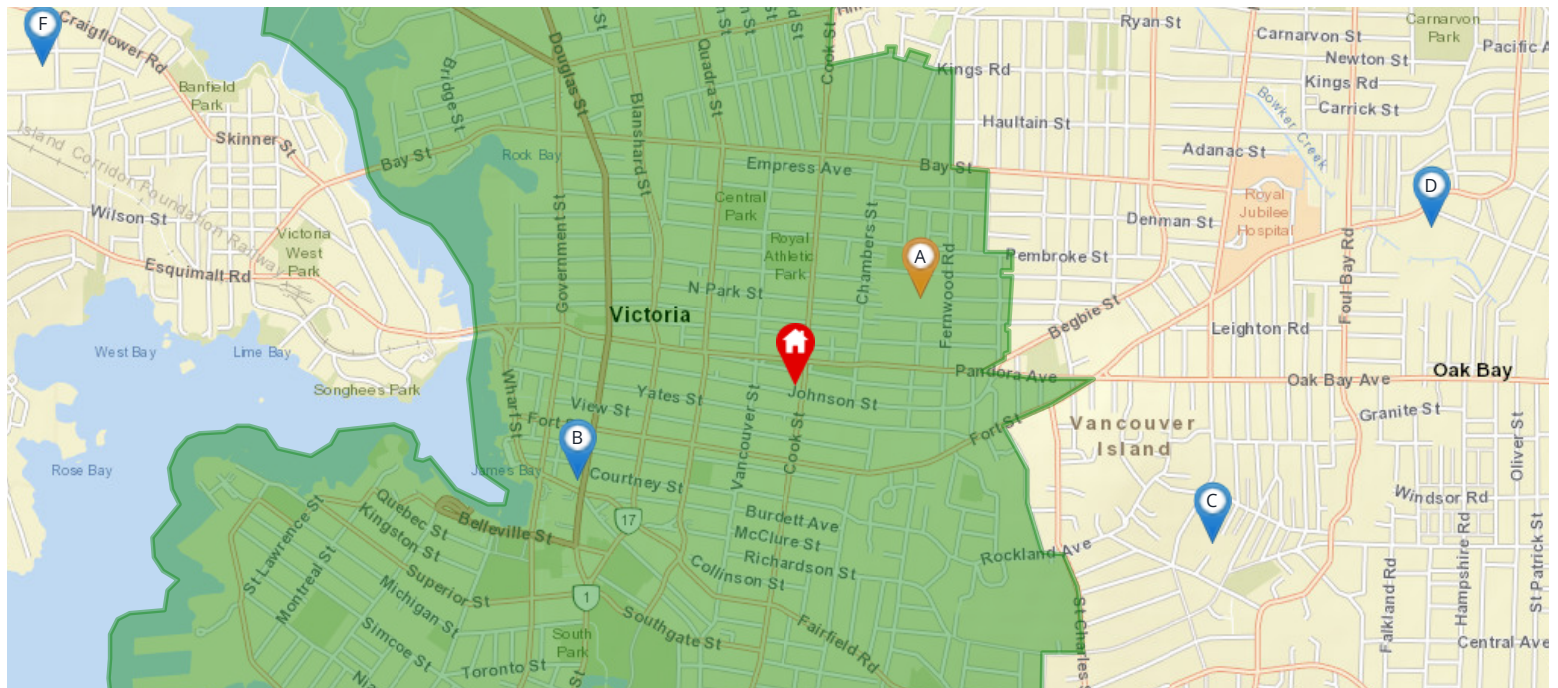 F
Craigflower Rd
Ryan St
Carnarvon
Park
Carnarvon St
Pacific A
Newton St
Kings Rd
Kings Rd
Carrick St
Bowker Creek
Haultain St
Adanac St
Douglas St
Quadra St
Cook St
Bridge St
Blanshard St
Banfield
Park
Skinner St
Island Corridor Foundation Railway
Bay St
Rock Bay
Empress Ave
Bay St
Royal
Jubilee
Hospital
D
Wilson St
Victoria
West
Park
Central
Park
Denman St
Government St
Royal
Athletic
Park
Chambers St
A
Fernwood Rd
Pembroke St
Foul Bay Rd
Esquimalt Rd
N Park St
Victoria
Begbie St
Leighton Rd
West Bay
Lime Bay
Songhees Park
Pandora Ave
Oak Bay Ave
Oak Bay
Wharf St
View St
Yates St
Vancouver St
Johnson St
Cook St
Fort St
Granite St
Vancouver
Island
Oliver St
B
Rose Bay
James Bay
Courtney St
C
Windsor Rd
St Lawrence St
Quebec St
Kingston St
Belleville St
17
Burdett Ave
McClure St
Richardson St
Collinson St
Rockland Ave
Hampshire Rd
St Patrick St
Falkland Rd
Montreal St
Superior St
Michigan St
1
Southgate St
Fairfield Rd
St Charles S
Simcoe St
South
Park
Toronto St
Central Ave